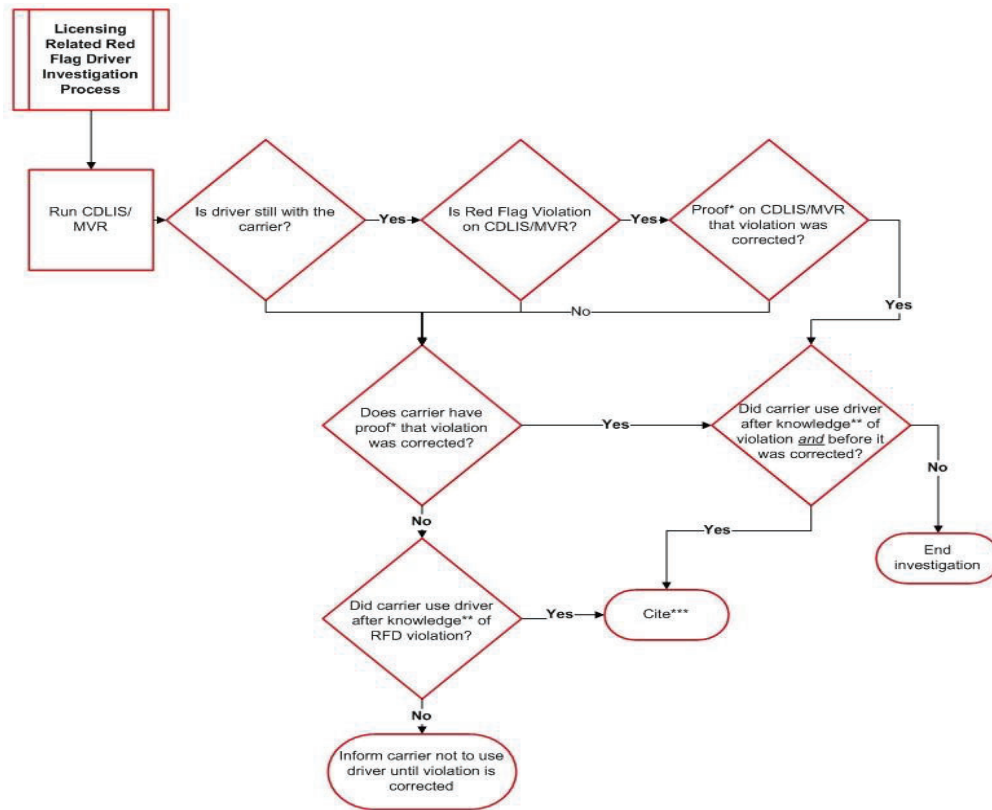 Licensing
Related Red
Flag Driver
Investigation
Process
Run CDLIS/
MVR
Is driver still with the
carrier?
Yes
Is Red Flag Violation
on CDLIS/MVR?
Yes
Proof* on CDLIS/MVR
that violation was
corrected?
No
Yes
Does carrier have
proof* that violation
was corrected?
Yes
Did carrier use driver
after knowledge** of
violation and before it
was corrected?
No
No
Yes
End
investigation
Did carrier use driver
after knowledge** of
RFD violation?
Yes
Cite***
No
Inform carrier not to use
driver until violation is
corrected